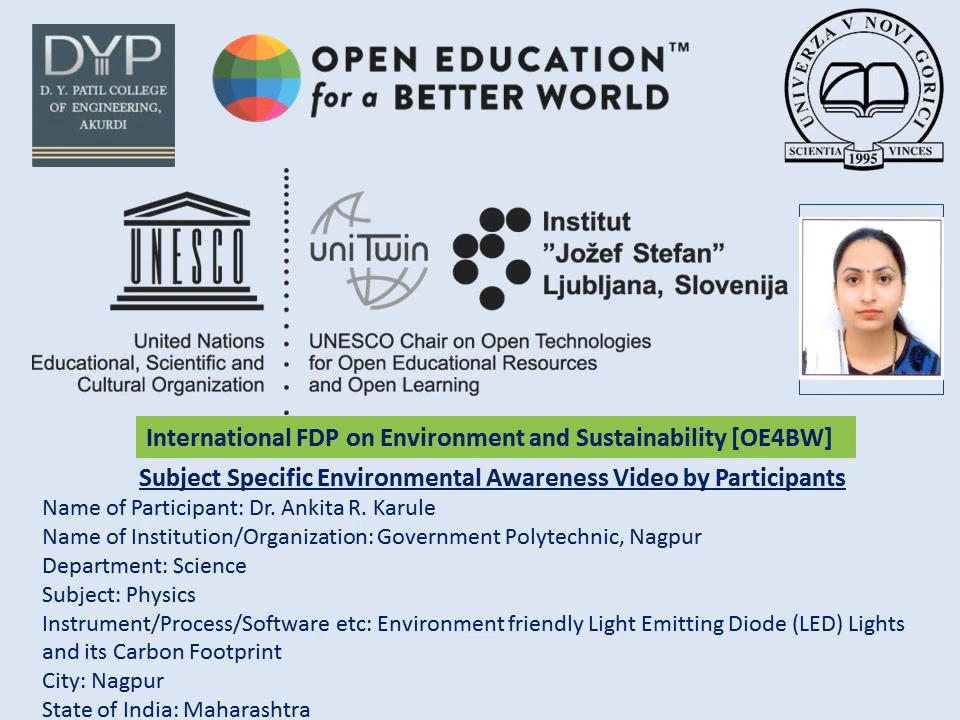 DYP
D. Y. PATIL COLLEGE
OF ENGINEERING,
AKURDI
OPEN EDUCATION™
for a BETTER WORLD
UNIVERZA V NOVI GORICI
SCIENTIA VINCES
1995
UNESCO
uniTwin
Institut
”Jožef Stefan”
Ljubljana, Slovenija
United Nations
Educational, Scientific and
Cultural Organization
UNESCO Chair on Open Technologies
for Open Educational Resources
and Open Learning
International FDP on Environment and Sustainability [OE4BW]
Subject Specific Environmental Awareness Video by Participants
Name of Participant: Dr. Ankita R. Karule
Name of Institution/Organization: Government Polytechnic, Nagpur
Department: Science
Subject: Physics
Instrument/Process/Software etc: Environment friendly Light Emitting Diode (LED) Lights
and its Carbon Footprint
City: Nagpur
State of India: Maharashtra